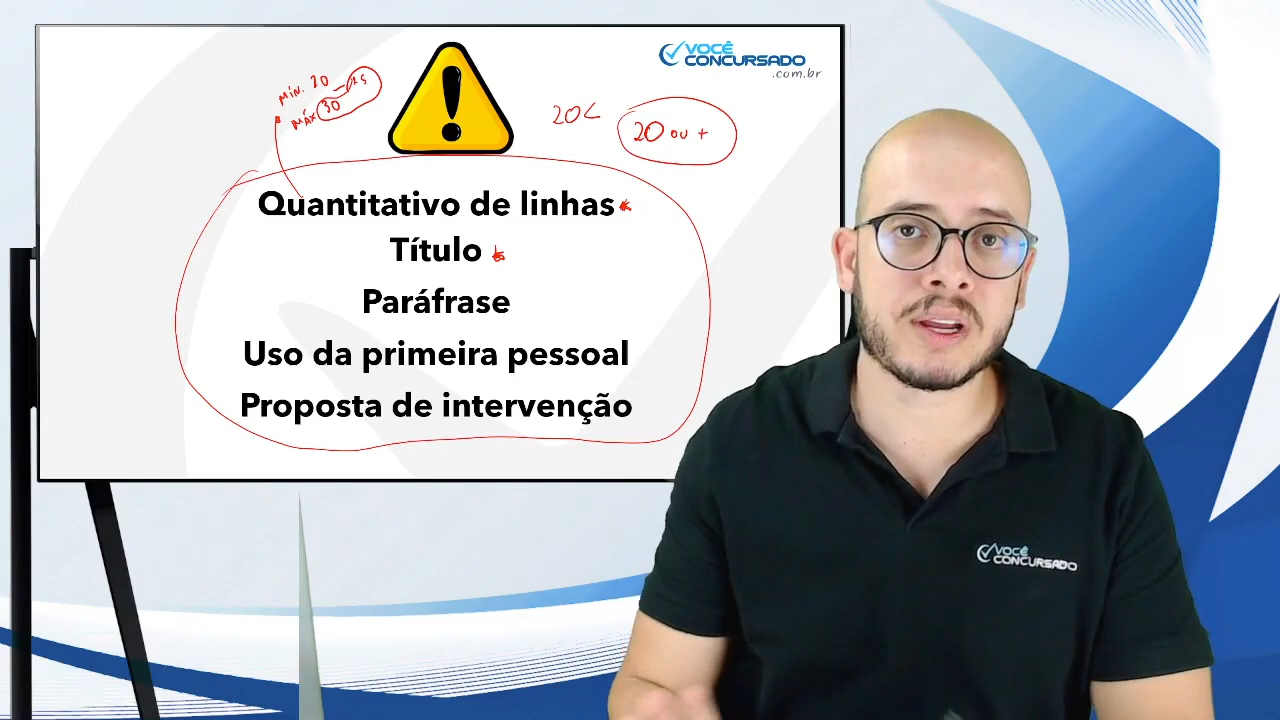 VOCÊ
CONCURSADO
.com.br
mín. 20 – 25
máx 30
20<
20 ou +
Quantitativo de linhas
Título
Paráfrase
Uso da primeira pessoal
Proposta de intervenção
VOCÊ
CONCURSADO